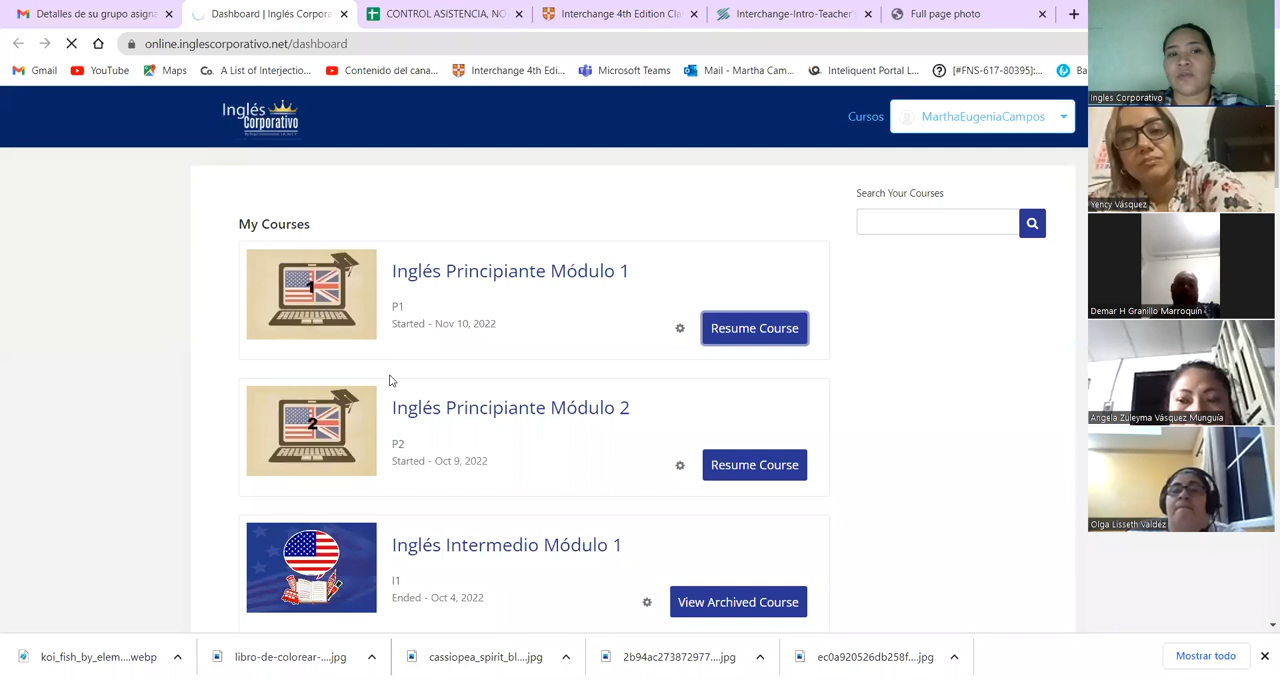 Detalles de su grupo asigna
Dashboard | Inglés Corpora
CONTROL ASISTENCIA, NO
Interchange 4th Edition Cla
Interchange-Intro-Teacher'
Full page photo
online.inglescorporativo.net/dashboard
Gmail
YouTube
Maps
A List of Interjectio...
Contenido del cana...
Interchange 4th Edi...
Microsoft Teams
Mail - Martha Cam...
Inteliquent Portal L...
[#FNS-617-80395]:...
Ba
Inglés
Corporativo
Cursos
MarthaEugeniaCampos
My Courses
Search Your Courses
1
Inglés Principiante Módulo 1
P1
Started - Nov 10, 2022
Resume Course
2
Inglés Principiante Módulo 2
P2
Started - Oct 9, 2022
Resume Course
Inglés Intermedio Módulo 1
I1
Ended - Oct 4, 2022
View Archived Course
Ingles Corporativo
Yency Vásquez
Demar H Granillo Marroquín
Angela Zuleyma Vásquez Munguía
Olga Lisseth Valdéz
koi_fish_by_elem....webp
libro-de-colorear-....jpg
cassiopea_spirit_bl....jpg
2b94ac273872977....jpg
ec0a920526db258f....jpg
Mostrar todo